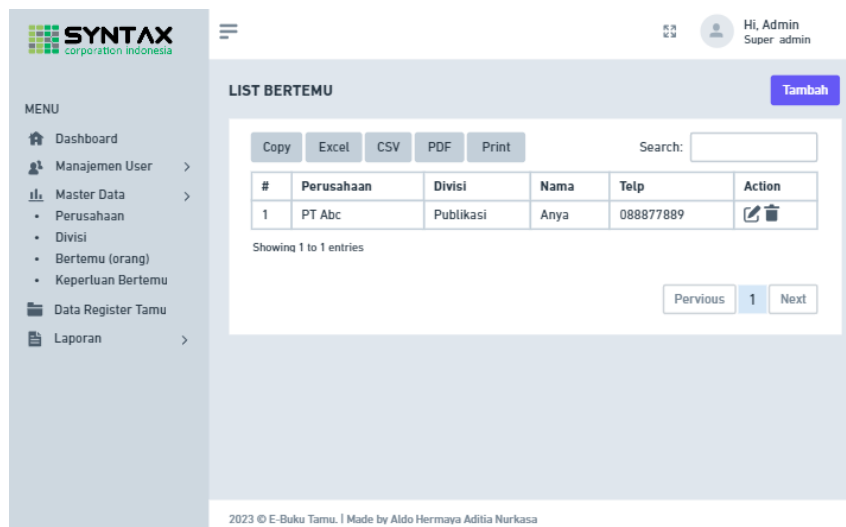 SYNTAX
corporation indonesia
Hi, Admin
Super admin
MENU
Dashboard
Manajemen User
Master Data
Perusahaan
Divisi
Bertemu (orang)
Keperluan Bertemu
Data Register Tamu
Laporan
LIST BERTEMU
Tambah
Copy Excel CSV PDF Print Search:
# Perusahaan Divisi Nama Telp Action
1 PT Abc Publikasi Anya 088877889
Showing 1 to 1 entries
Pervious 1 Next
2023 © E-Buku Tamu. | Made by Aldo Hermaya Aditia Nurkasa